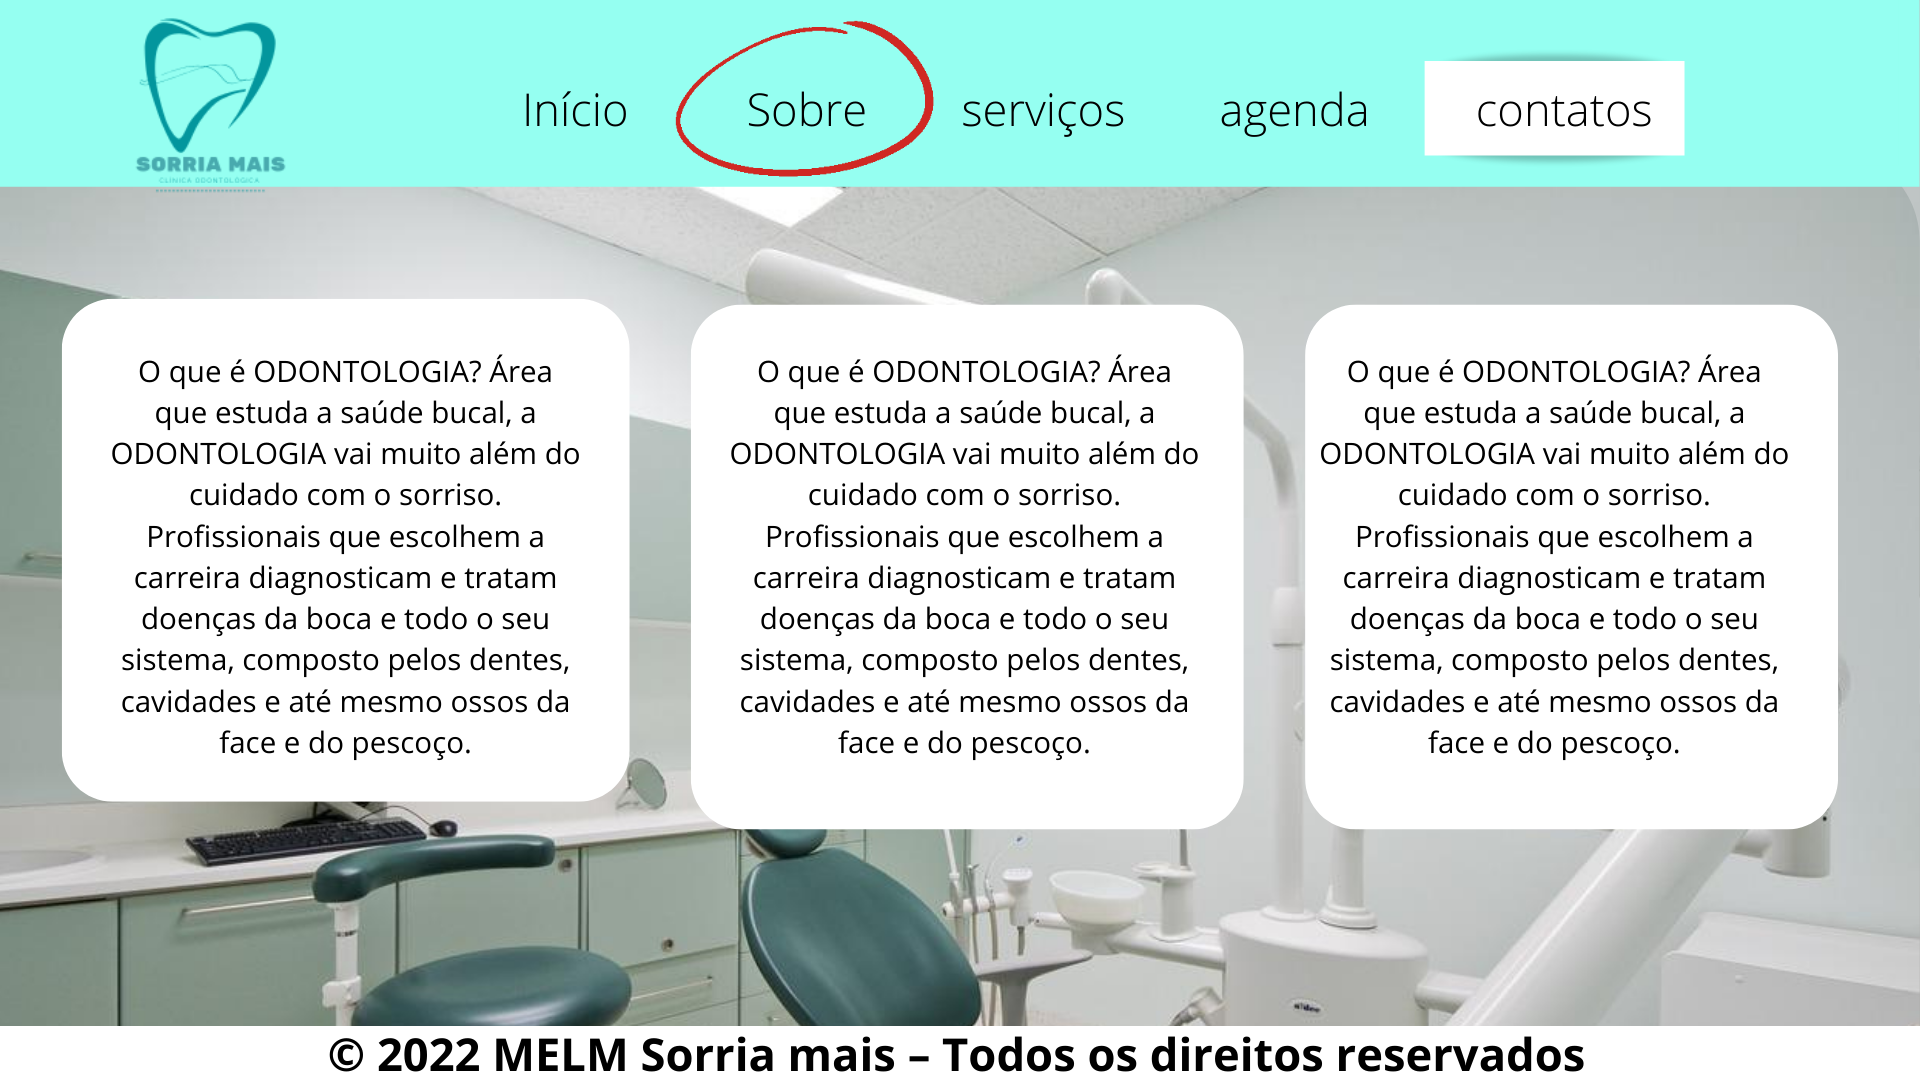 SORRIA MAIS
CLÍNICA ODONTOLÓGICA
Início
Sobre
serviços
agenda
contatos
O que é ODONTOLOGIA? Área
que estuda a saúde bucal, a
ODONTOLOGIA vai muito além do
cuidado com o sorriso.
Profissionais que escolhem a
carreira diagnosticam e tratam
doenças da boca e todo o seu
sistema, composto pelos dentes,
cavidades e até mesmo ossos da
face e do pescoço.
O que é ODONTOLOGIA? Área
que estuda a saúde bucal, a
ODONTOLOGIA vai muito além do
cuidado com o sorriso.
Profissionais que escolhem a
carreira diagnosticam e tratam
doenças da boca e todo o seu
sistema, composto pelos dentes,
cavidades e até mesmo ossos da
face e do pescoço.
O que é ODONTOLOGIA? Área
que estuda a saúde bucal, a
ODONTOLOGIA vai muito além do
cuidado com o sorriso.
Profissionais que escolhem a
carreira diagnosticam e tratam
doenças da boca e todo o seu
sistema, composto pelos dentes,
cavidades e até mesmo ossos da
face e do pescoço.
© 2022 MELM Sorria mais – Todos os direitos reservados